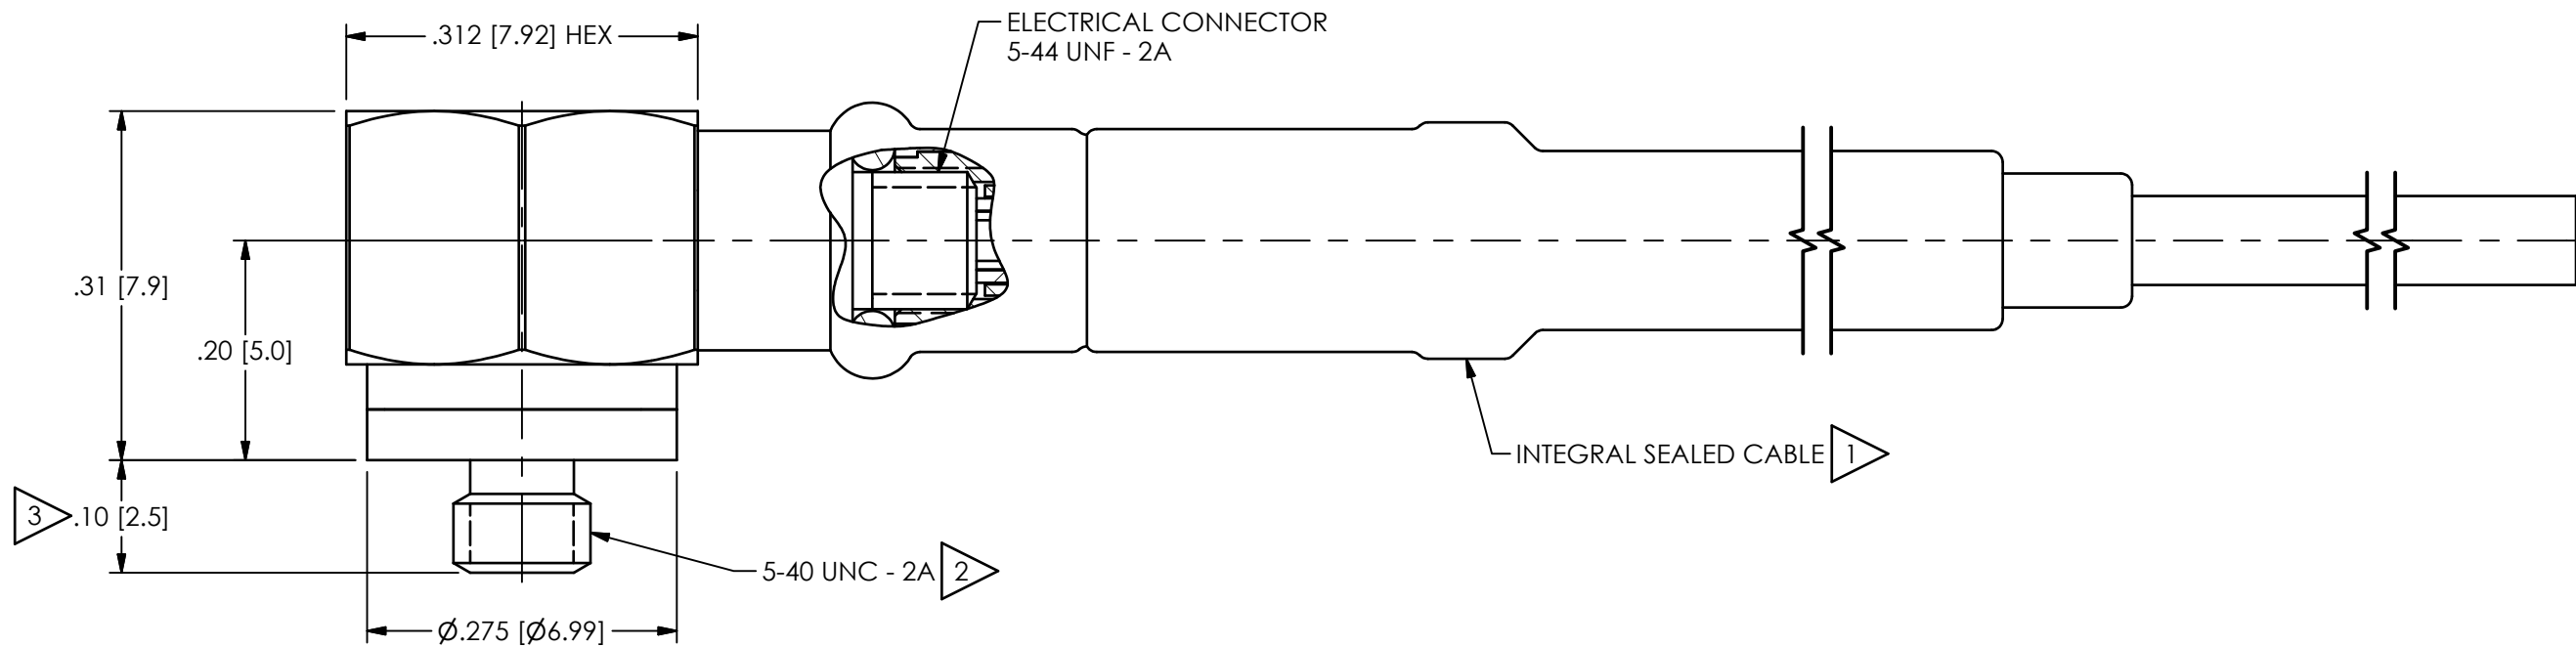 .312 [7.92] HEX
ELECTRICAL CONNECTOR
5-44 UNF - 2A
.31 [7.9]
.20 [5.0]
INTEGRAL SEALED CABLE 1
3 .10 [2.5]
5-40 UNC - 2A 2
Ø.275 [Ø6.99]